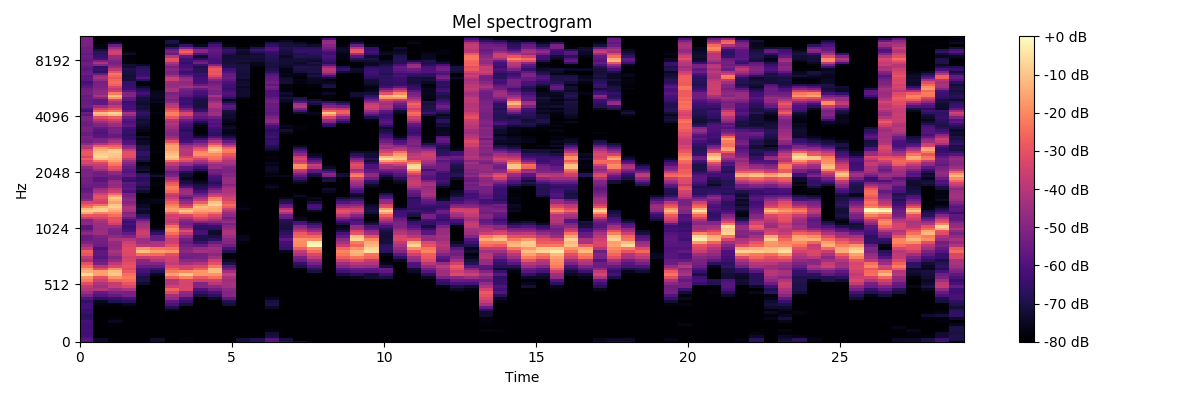 Mel spectrogram
Hz
8192
4096
2048
1024
512
0
0 5 10 15 20 25
Time
+0 dB
-10 dB
-20 dB
-30 dB
-40 dB
-50 dB
-60 dB
-70 dB
-80 dB